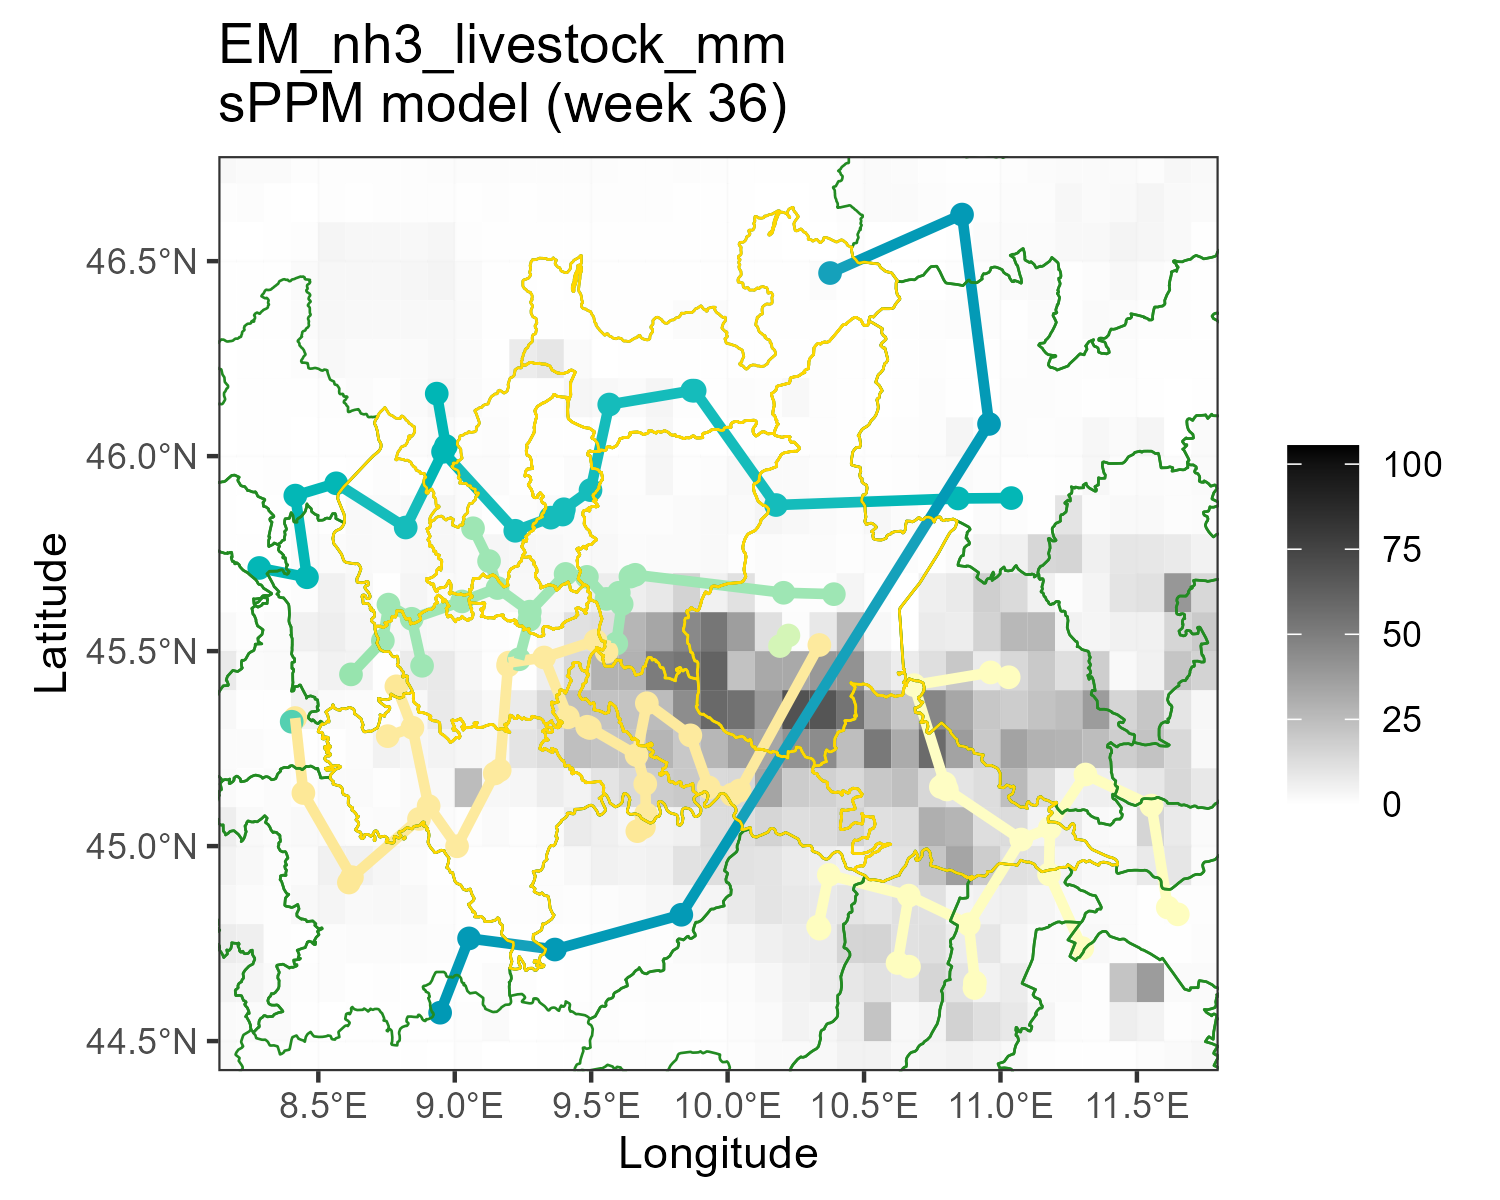 EM_nh3_livestock_mm
sPPM model (week 36)
46.5°N
46.0°N
45.5°N
45.0°N
44.5°N
Latitude
8.5°E 9.0°E 9.5°E 10.0°E 10.5°E 11.0°E 11.5°E
Longitude
100
75
50
25
0